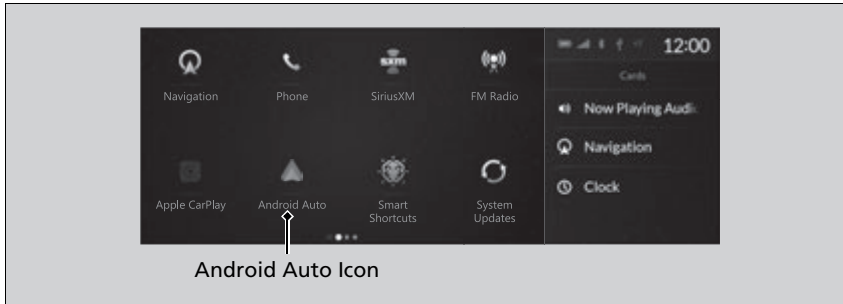 12:00
Cards
Navigation
Phone
SiriusXM
FM Radio
sxm
Now Playing Audi
Navigation
Clock
Apple CarPlay
Android Auto
Smart
Shortcuts
System
Updates
Android Auto Icon